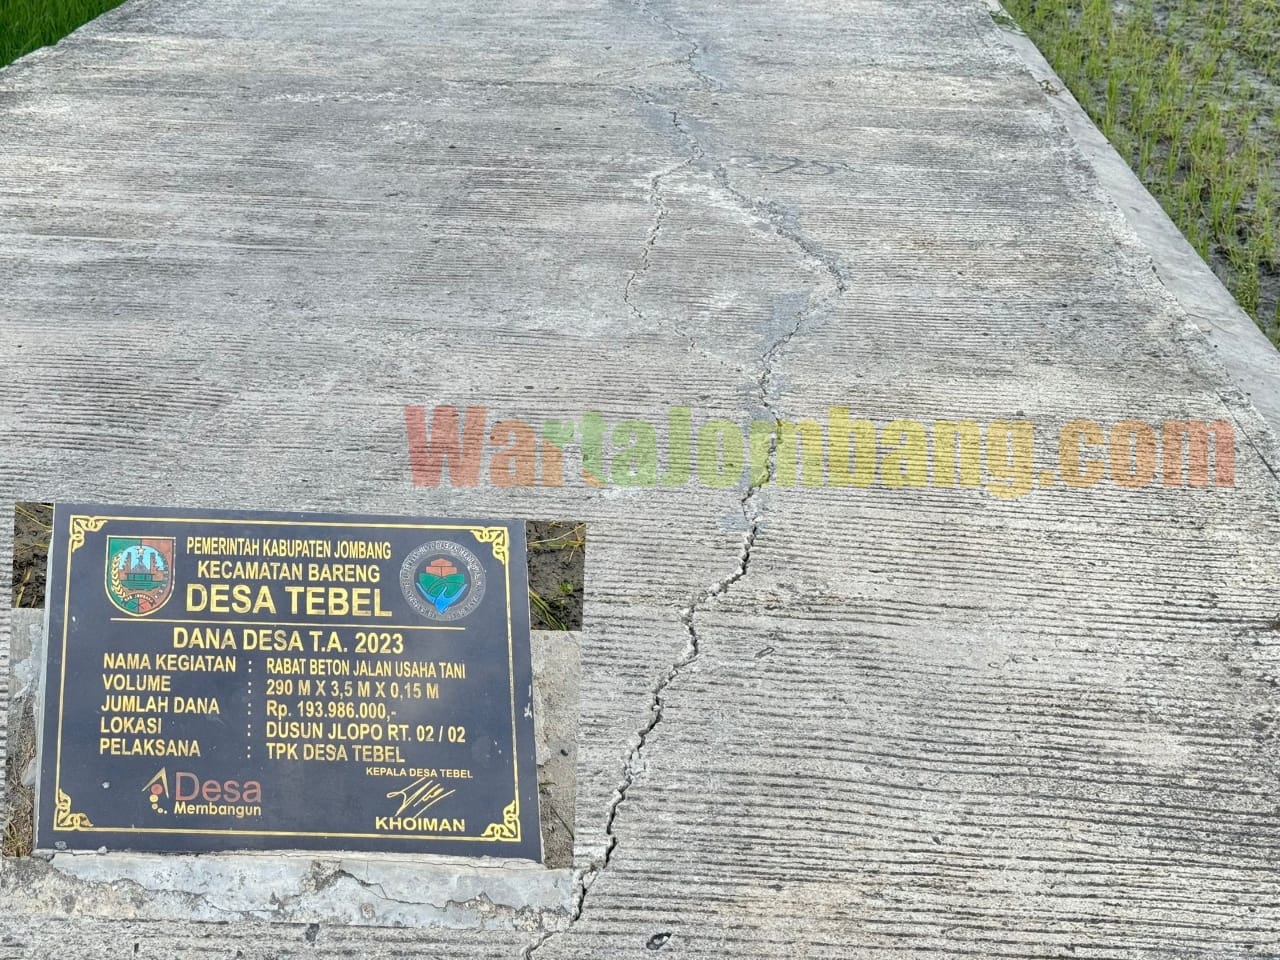 WartaJombang.com
PEMERINTAH KABUPATEN JOMBANG
KECAMATAN BARENG
DESA TEBEL
DANA DESA T.A. 2023
NAMA KEGIATAN : RABAT BETON JALAN USAHA TANI
VOLUME : 290 M X 3,5 M X 0,15 M
JUMLAH DANA : Rp. 193.986.000,-
LOKASI : DUSUN JLOPO RT. 02 / 02
PELAKSANA : TPK DESA TEBEL
KEPALA DESA TEBEL
Desa
Membangun
KHOIMAN